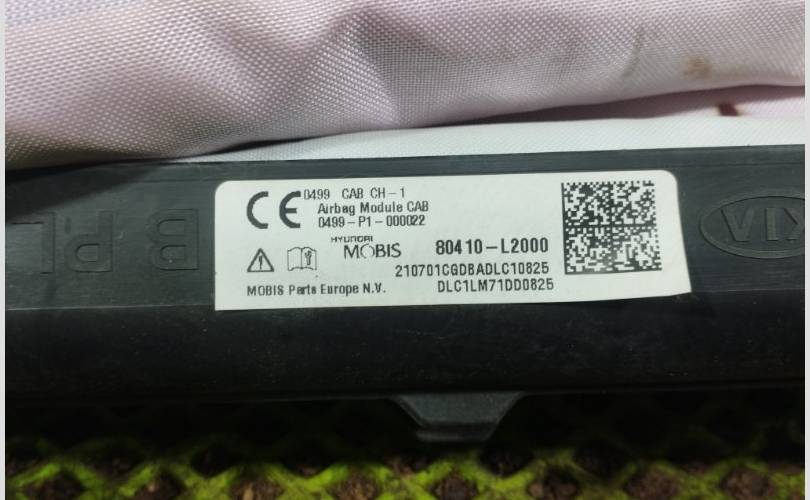 0499 CAB CH-1
Airbag Module CAB
0499-P1-000022
HYUNDAI
MOBIS 80410-L2000
210701CGDBADLC10825
MOBIS Parts Europe N.V. DLC1LM71DD0825
B PL
KIA